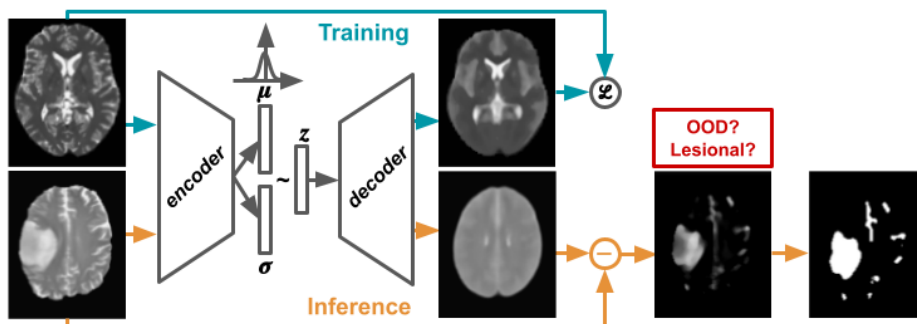 Training
μ
ℒ
z
OOD?
Lesional?
encoder
~
decoder
σ
−
Inference